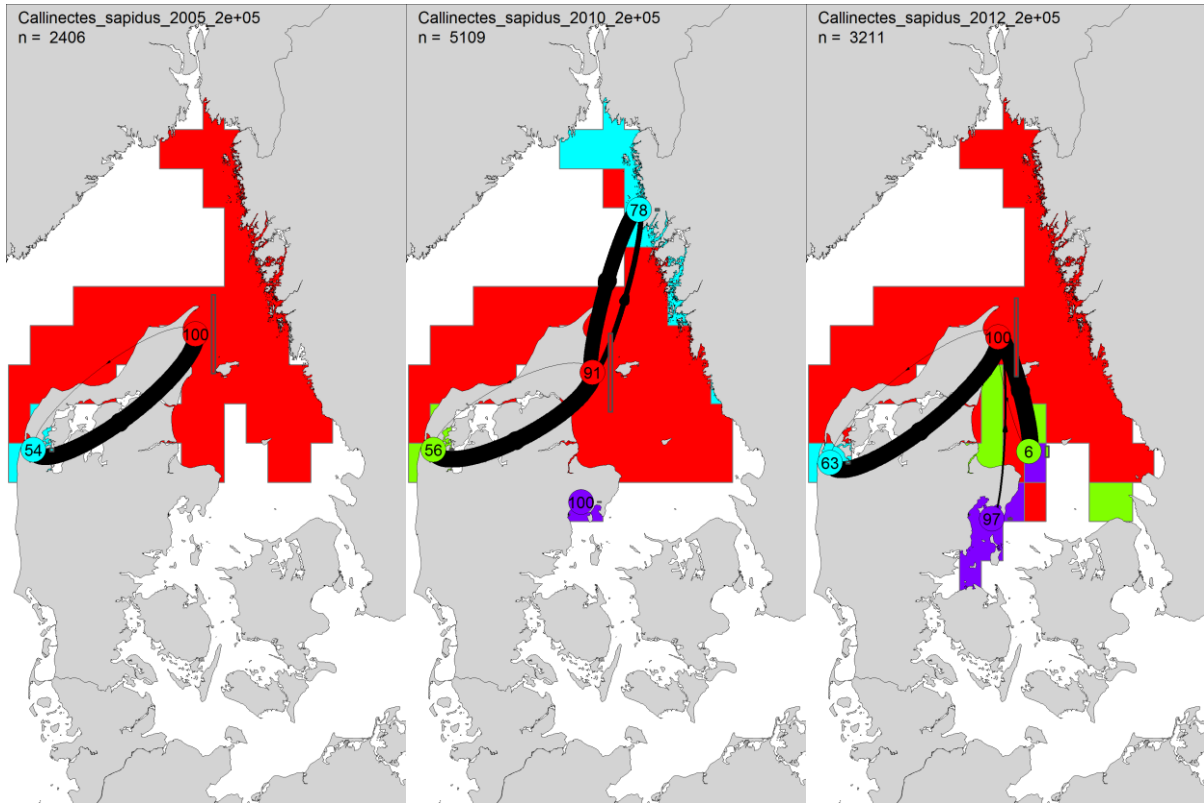 Callinectes_sapidus_2005_2e+05
n = 2406
100
54
Callinectes_sapidus_2010_2e+05
n = 5109
78
91
56
100
Callinectes_sapidus_2012_2e+05
n = 3211
100
6
63
97